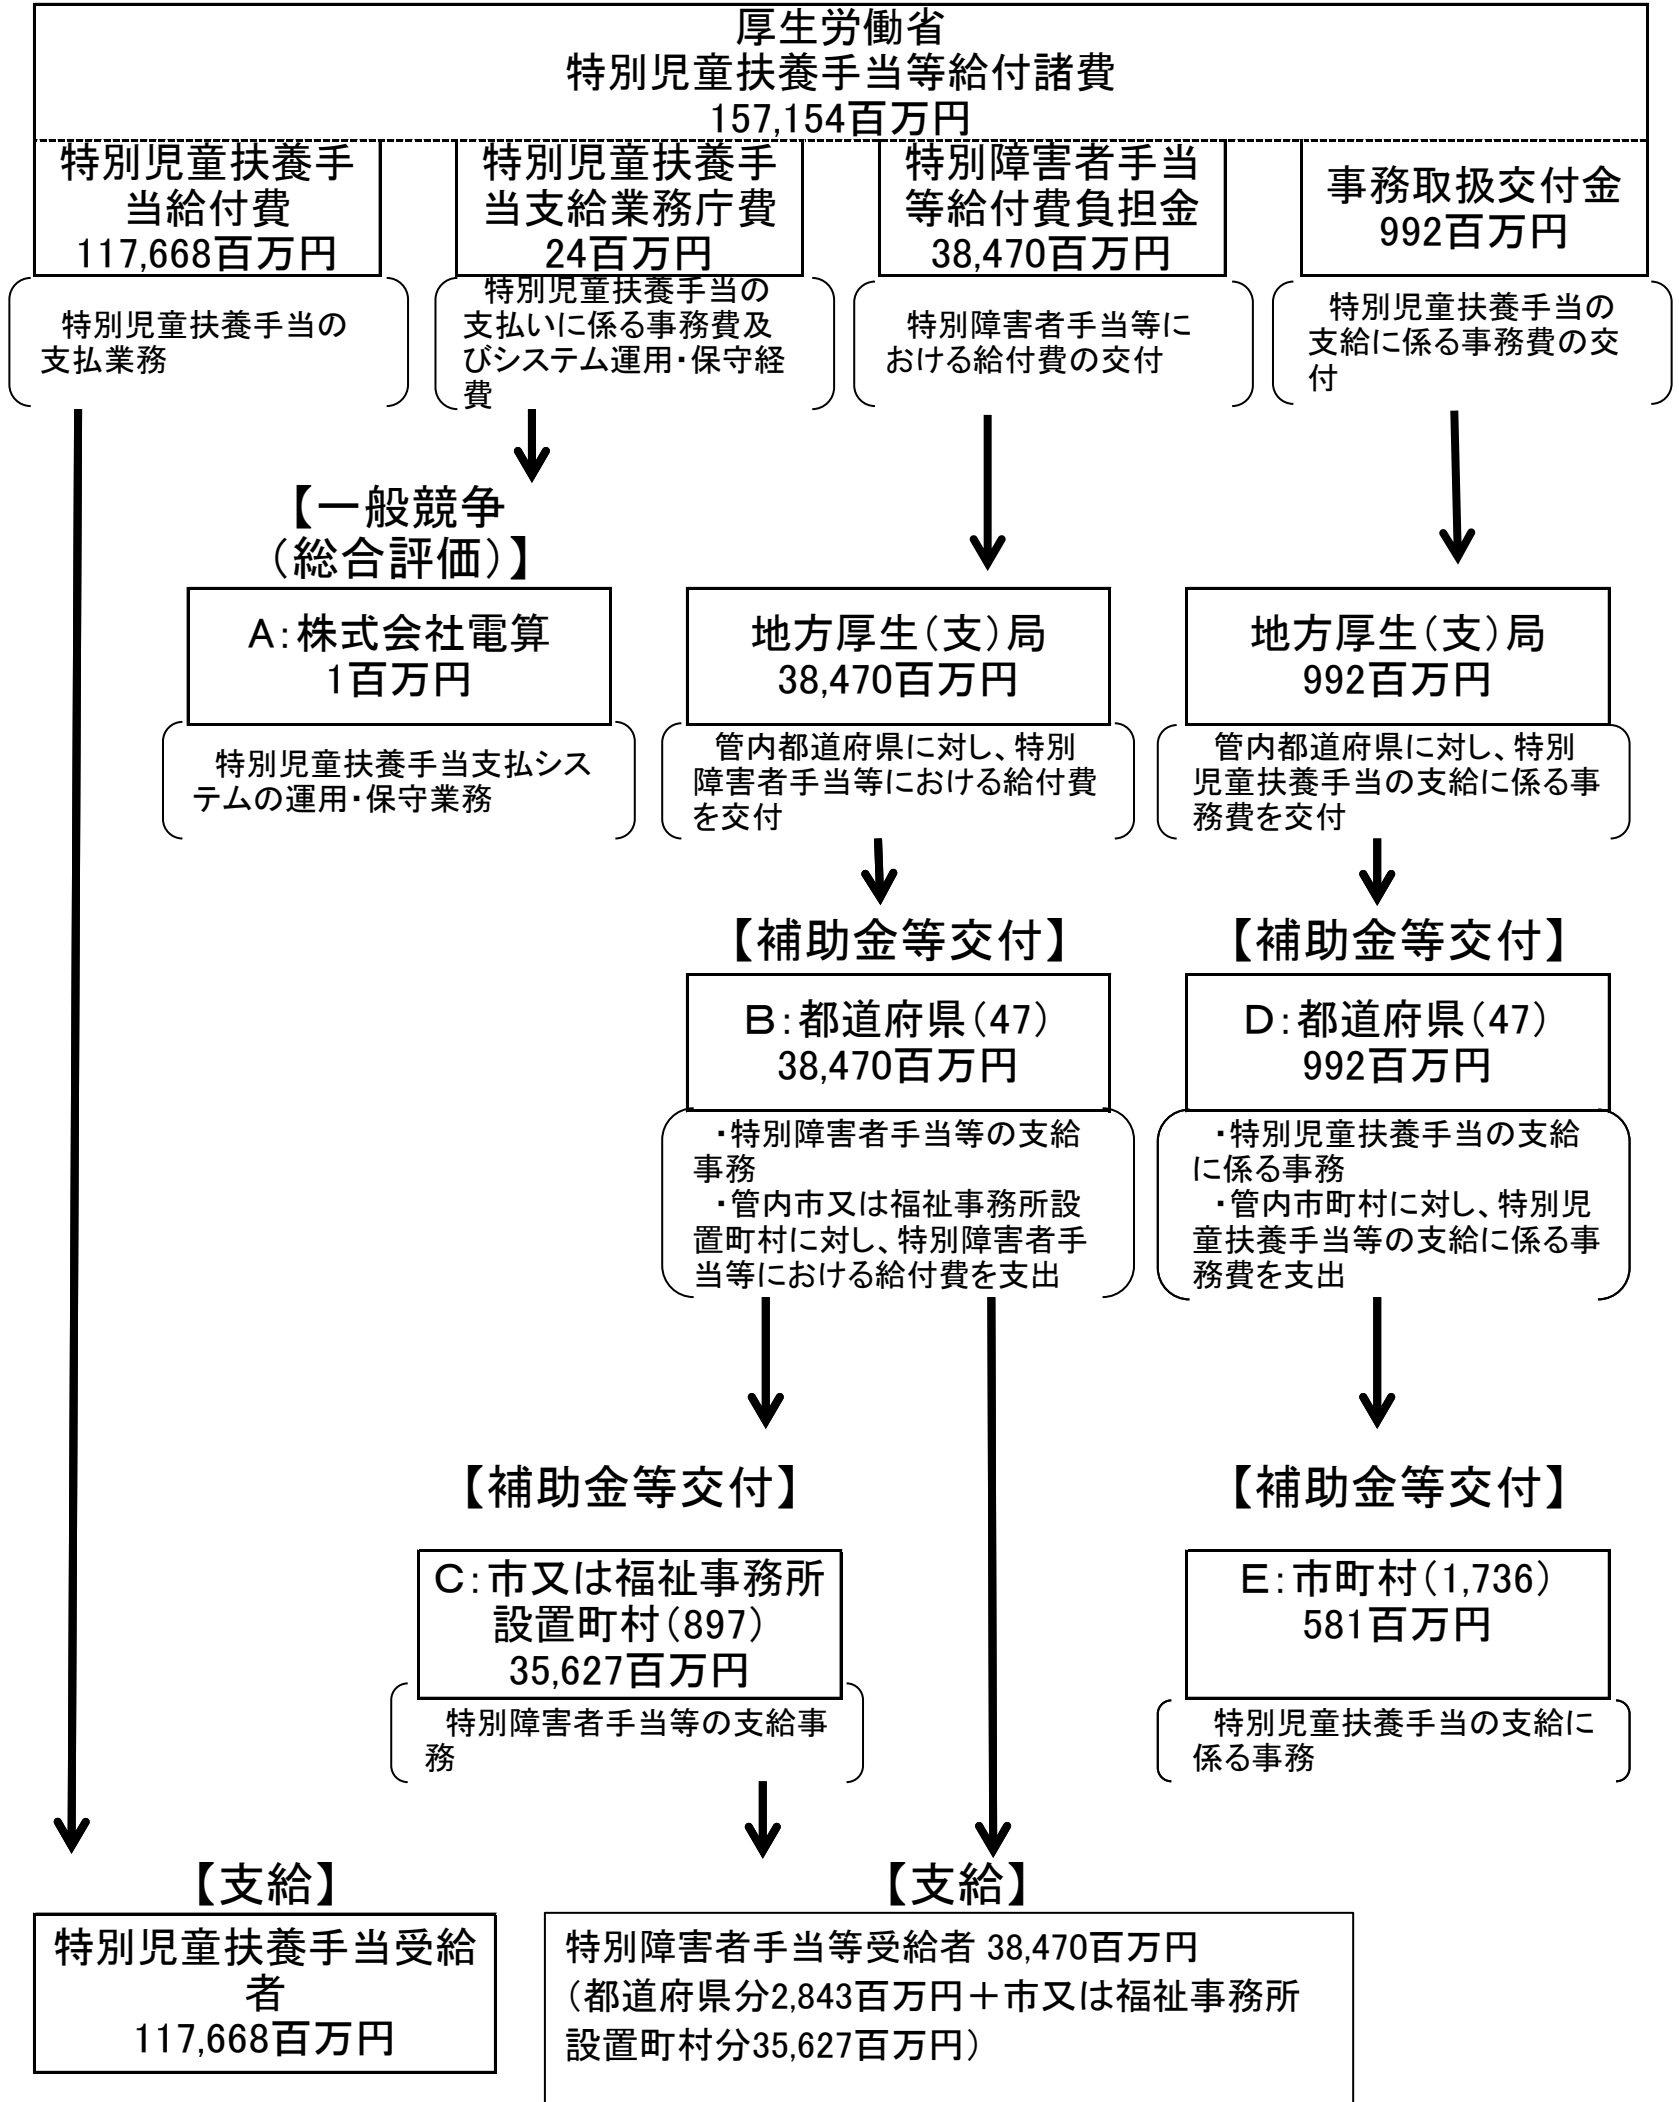 厚生労働省
特別児童扶養手当等給付諸費
157,154百万円
特別児童扶養手
当給付費
117,668百万円
特別児童扶養手
当支給業務庁費
24百万円
特別障害者手当
等給付費負担金
38,470百万円
事務取扱交付金
992百万円
特別児童扶養手当の
支払業務
特別児童扶養手当の
支払いに係る事務費及
びシステム運用・保守経
費
特別障害者手当等に
おける給付費の交付
特別児童扶養手当の
支給に係る事務費の交
付
【一般競争
（総合評価）】
A：株式会社電算
1百万円
地方厚生（支）局
38,470百万円
地方厚生（支）局
992百万円
特別児童扶養手当支払シス
テムの運用・保守業務
管内都道府県に対し、特別
障害者手当等における給付費
を交付
管内都道府県に対し、特別
児童扶養手当の支給に係る事
務費を交付
【補助金等交付】
【補助金等交付】
B：都道府県（47）
38,470百万円
D：都道府県（47）
992百万円
・特別障害者手当等の支給
事務
・管内市又は福祉事務所設
置町村に対し、特別障害者手
当等における給付費を支出
・特別児童扶養手当の支給
に係る事務
・管内市町村に対し、特別児
童扶養手当等の支給に係る事
務費を支出
【補助金等交付】
【補助金等交付】
C：市又は福祉事務所
設置町村（897）
35,627百万円
E：市町村（1,736）
581百万円
特別障害者手当等の支給事
務
特別児童扶養手当の支給に
係る事務
【支給】
【支給】
特別児童扶養手当受給
者
117,668百万円
特別障害者手当等受給者 38,470百万円
（都道府県分2,843百万円＋市又は福祉事務所
設置町村分35,627百万円）